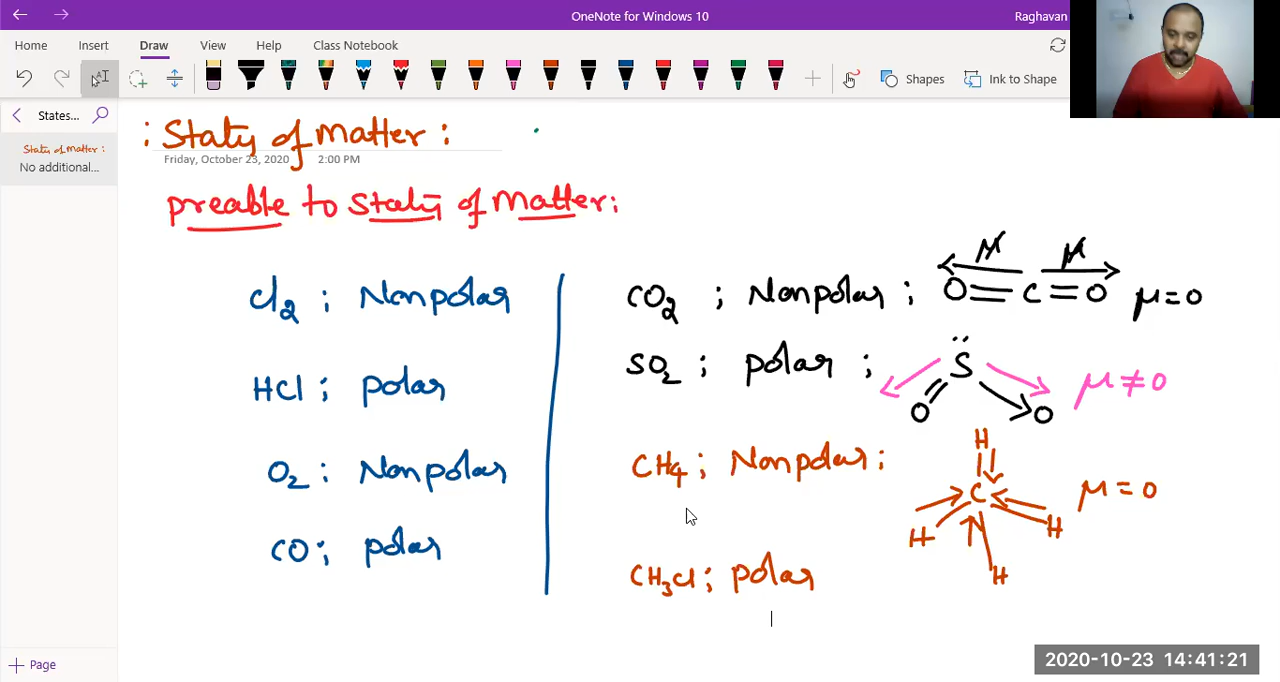 OneNote for Windows 10
Raghavan
Home Insert Draw View Help Class Notebook
Shapes Ink to Shape
States...
States of Matter:
No additional...
: States of Matter :
Friday, October 23, 2020 2:00 PM
preable to States of Matter:
Cl2 ; Nonpolar
HCl ; polar
O2 ; Nonpolar
CO ; polar
μ μ
CO2 ; Nonpolar ; O=C=O μ=0
SO2 ; polar ; S μ≠0
O O
H
CH4 ; Nonpolar ; C μ=0
H H
H
CH3Cl ; polar
+ Page
2020-10-23 14:41:21